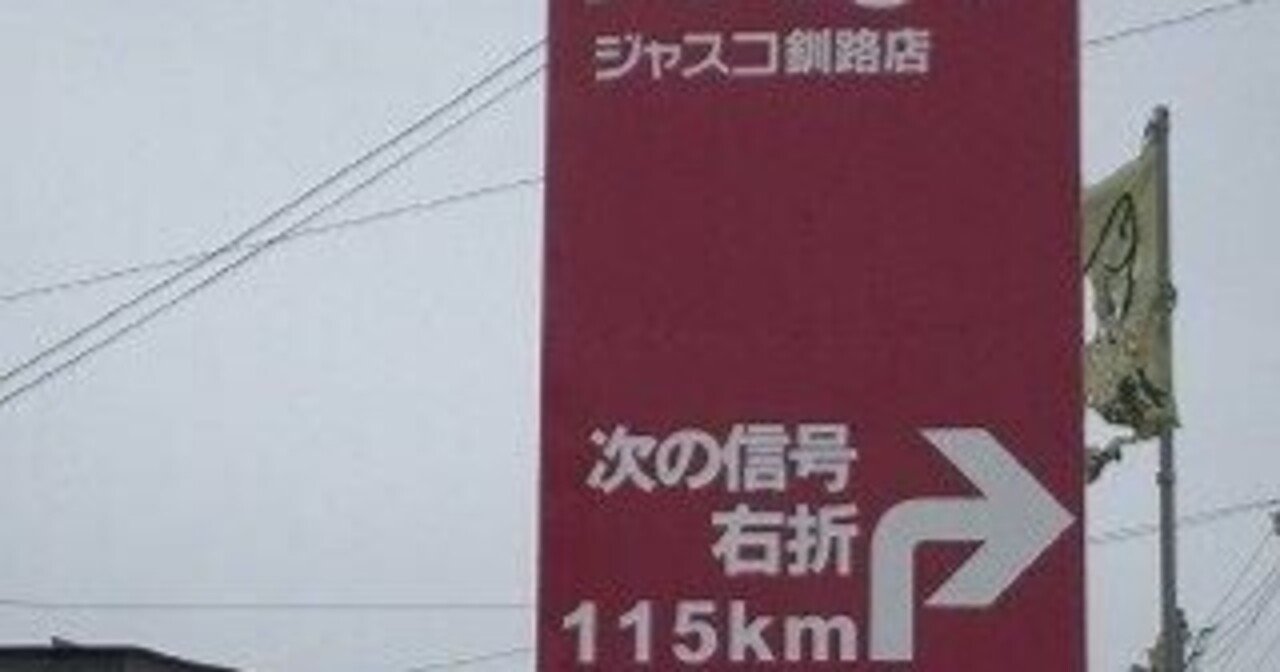 ジャスコ釧路店
次の信号
右折
115km